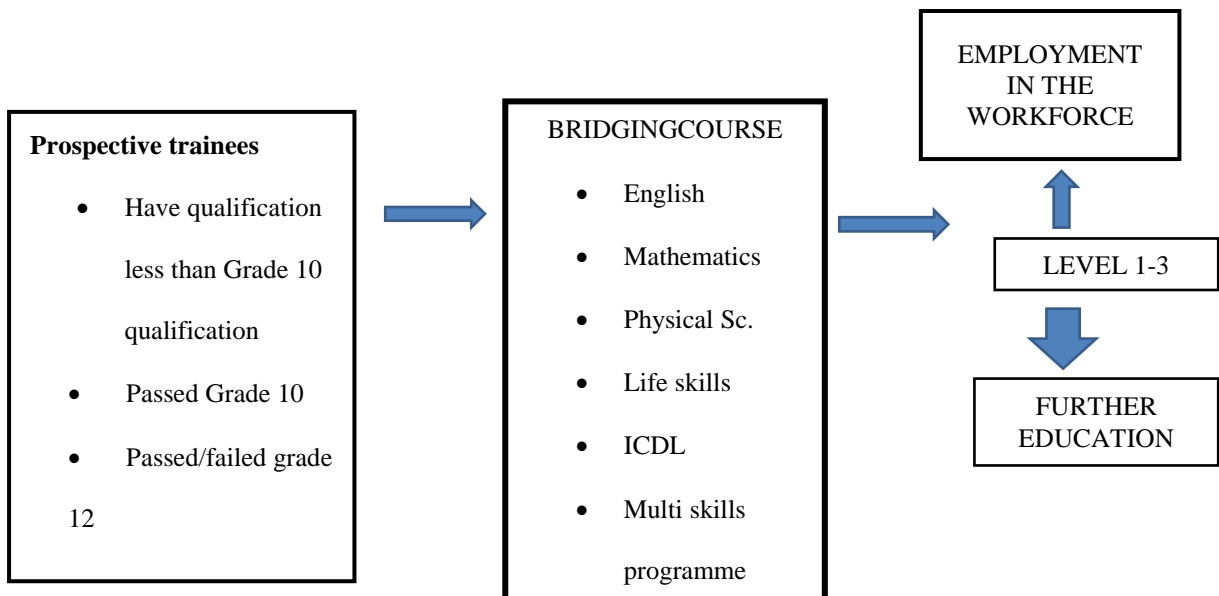 Prospective trainees
• Have qualification
less than Grade 10
qualification
• Passed Grade 10
• Passed/failed grade
12
BRIDGINGCOURSE
• English
• Mathematics
• Physical Sc.
• Life skills
• ICDL
• Multi skills
programme
EMPLOYMENT
IN THE
WORKFORCE
LEVEL 1-3
FURTHER
EDUCATION